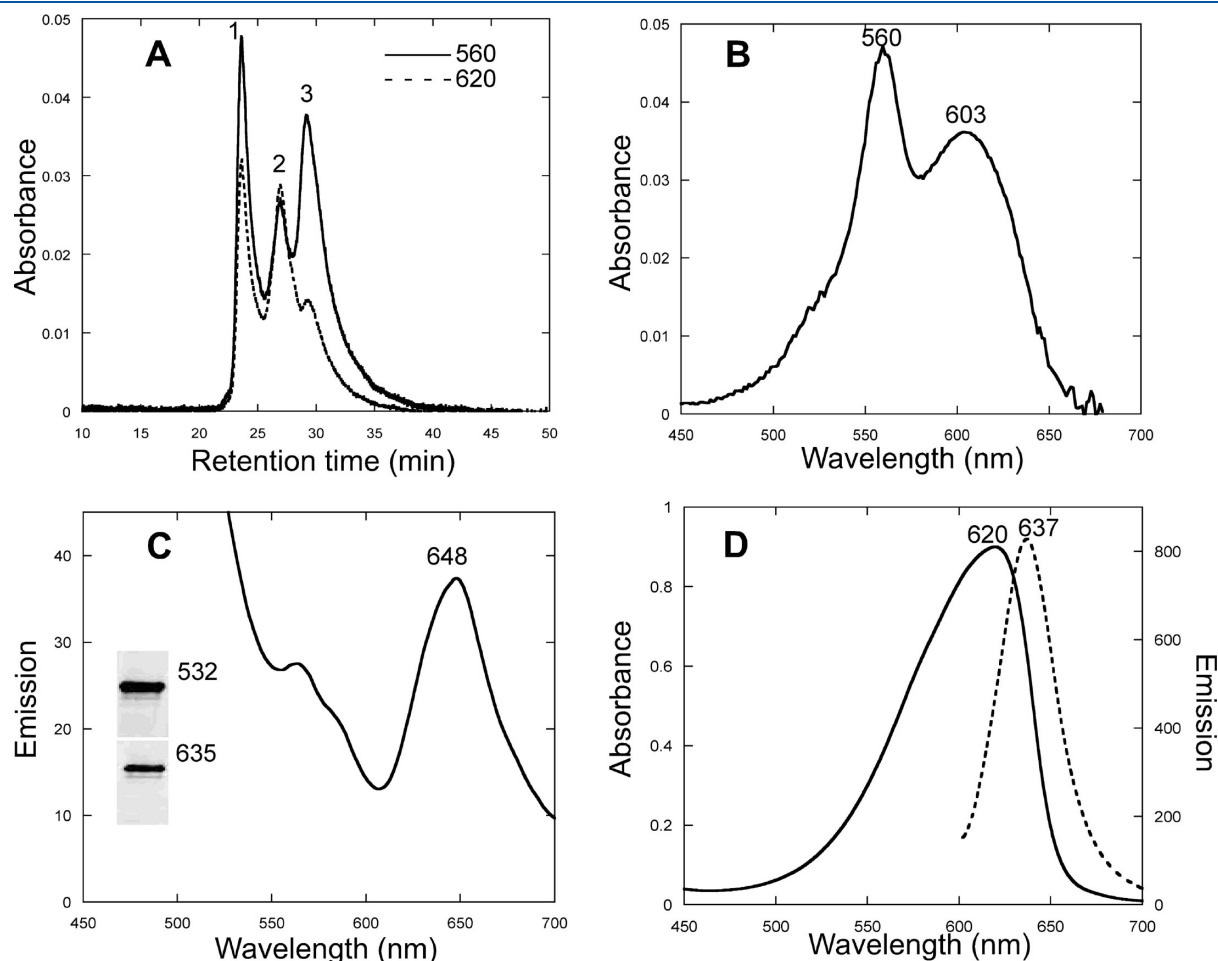 A
1
2
3
560
620
0.05
0.04
0.03
0.02
0.01
0
Absorbance
10 15 20 25 30 35 40 45 50
Retention time (min)
B
560
603
0.05
0.04
0.03
0.02
0.01
0
Absorbance
450 500 550 600 650 700
Wavelength (nm)
C
648
532
635
40
30
20
10
0
Emission
450 500 550 600 650 700
Wavelength (nm)
D
620 637
1
0.8
0.6
0.4
0.2
0
Absorbance
800
600
400
200
0
Emission
450 500 550 600 650 700
Wavelength (nm)